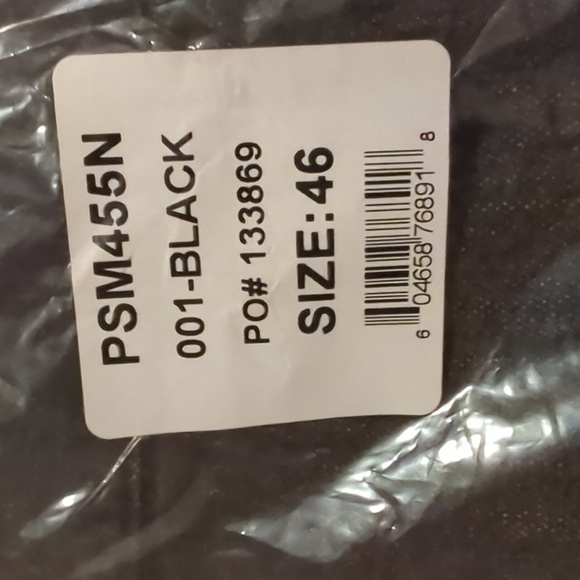 PSM455N
001-BLACK
PO# 133869
SIZE:46
6 04658 76891 8